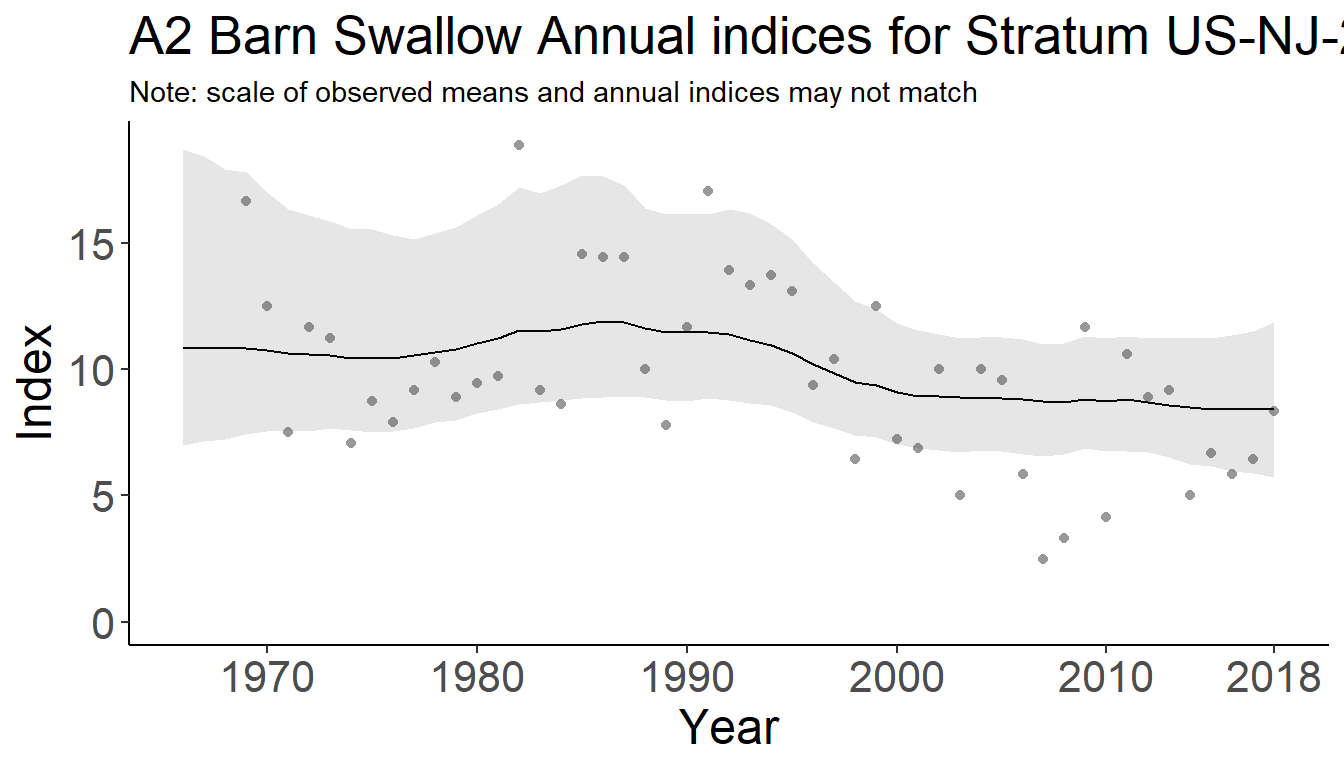 A2 Barn Swallow Annual indices for Stratum US-NJ-
Note: scale of observed means and annual indices may not match
15
10
5
0
Index
1970 1980 1990 2000 2010 2018
Year